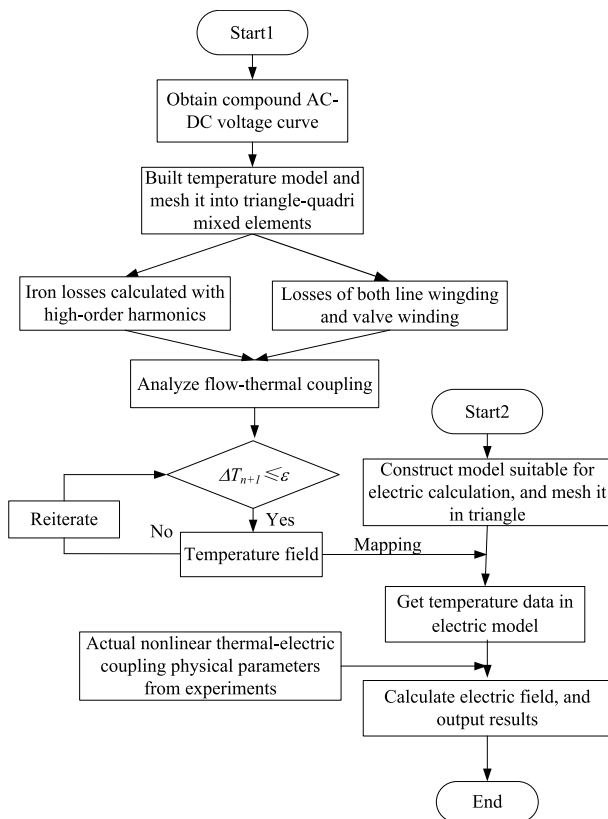 Start1
Obtain compound AC-
DC voltage curve
Built temperature model and
mesh it into triangle-quadri
mixed elements
Iron losses calculated with
high-order harmonics
Losses of both line wingding
and valve winding
Analyze flow-thermal coupling
Start2
ΔTn+1 ≤ε
Construct model suitable for
electric calculation, and mesh it
in triangle
Reiterate
No
Yes
Temperature field
Mapping
Get temperature data in
electric model
Actual nonlinear thermal-electric
coupling physical parameters
from experiments
Calculate electric field, and
output results
End